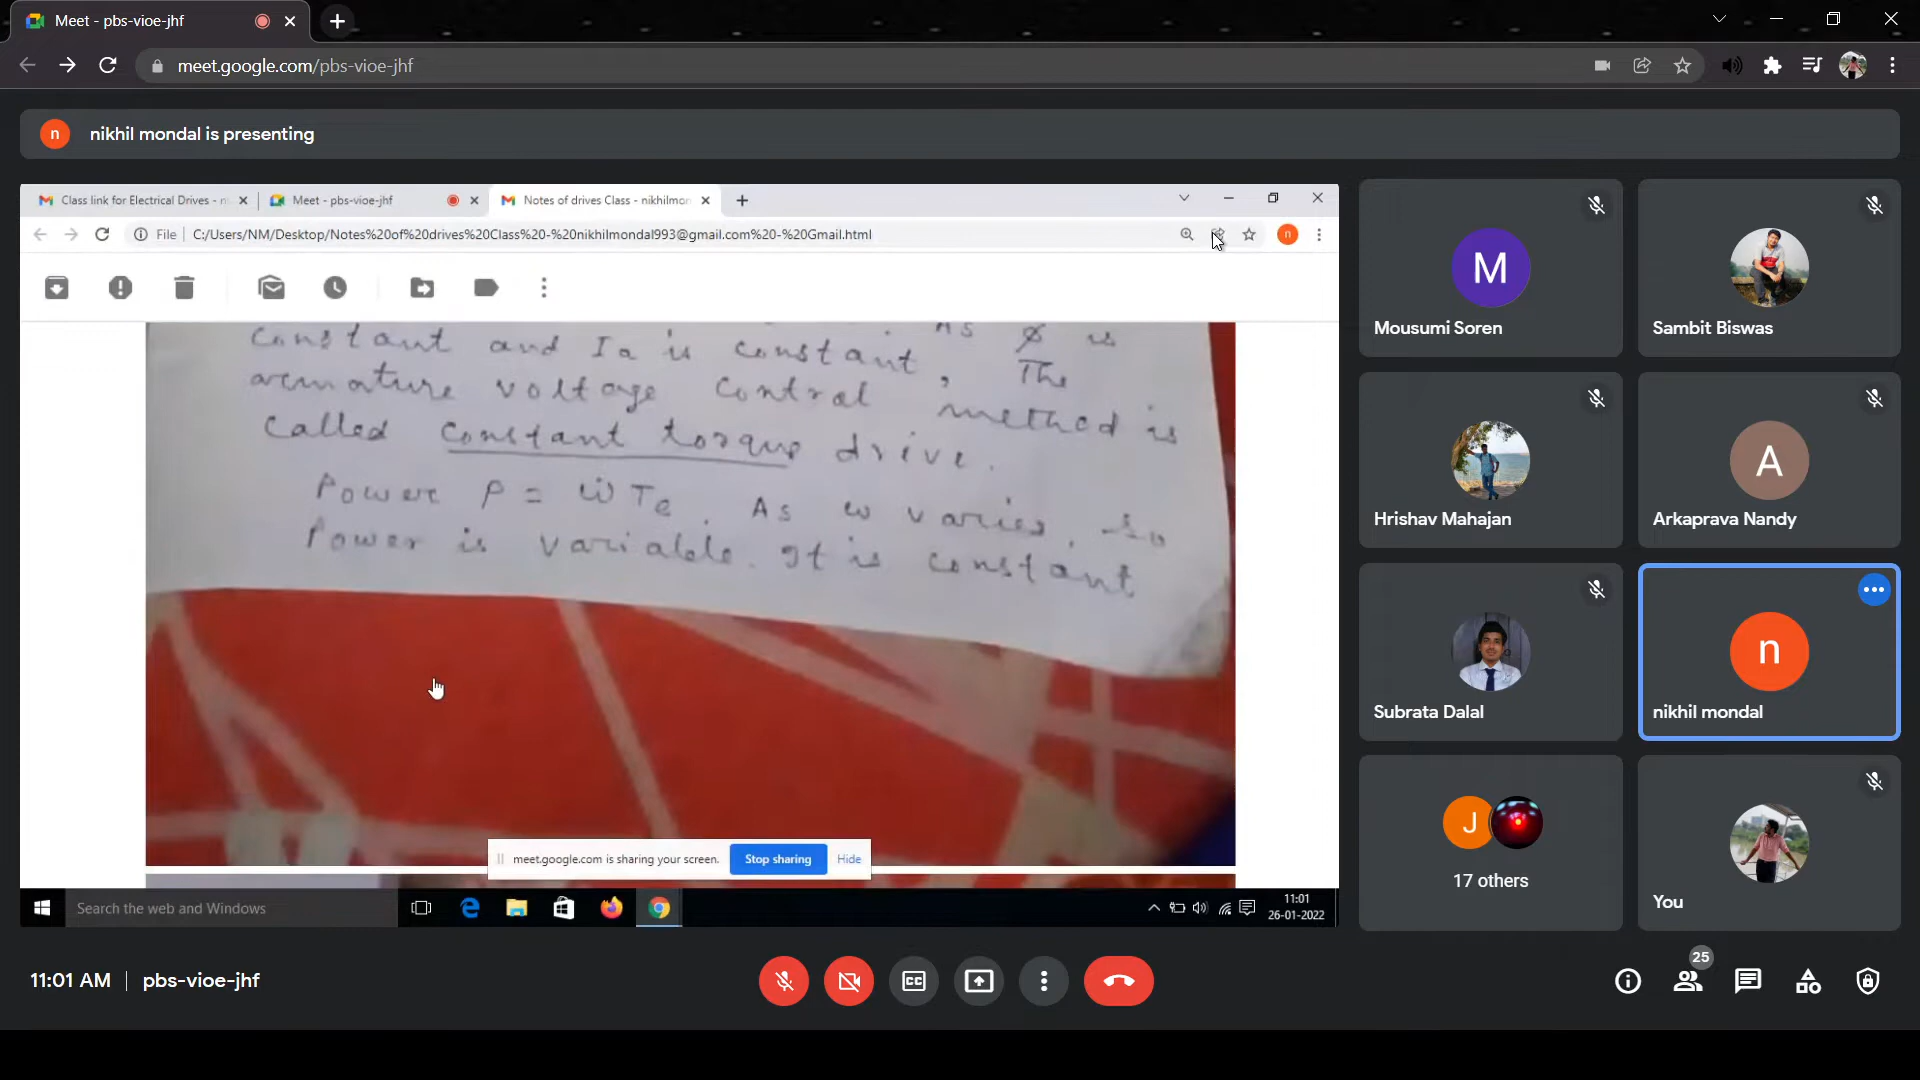 Meet - pbs-vioe-jhf
meet.google.com/pbs-vioe-jhf
n nikhil mondal is presenting
Class link for Electrical Drives - n
Meet - pbs-vioe-jhf
Notes of drives Class - nikhilmon
File | C:/Users/NM/Desktop/Notes%20of%20drives%20Class%20-%20nikhilmondal993@gmail.com%20-%20Gmail.html
n
As φ is
constant and Ia is constant, The
armature voltage control method is
called constant torque drive.
Power P = ω Te. As ω varies, so
Power is variable. It is constant
meet.google.com is sharing your screen. Stop sharing Hide
Search the web and Windows
11:01
26-01-2022
M
Mousumi Soren
Sambit Biswas
Hrishav Mahajan
A
Arkaprava Nandy
Subrata Dalal
n
nikhil mondal
J
17 others
You
11:01 AM | pbs-vioe-jhf
25